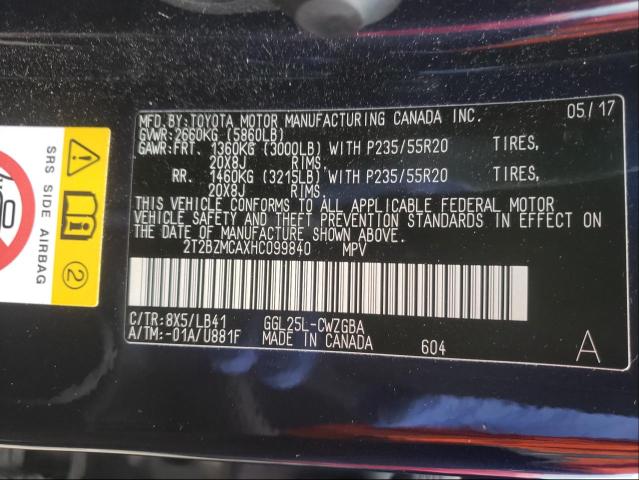 MFD.BY:TOYOTA MOTOR MANUFACTURING CANADA INC. 05/17
GVWR:2660KG (5860LB)
GAWR:FRT. 1360KG (3000LB) WITH P235/55R20 TIRES,
20X8J RIMS.
RR. 1460KG (3215LB) WITH P235/55R20 TIRES,
20X8J RIMS.
THIS VEHICLE CONFORMS TO ALL APPLICABLE FEDERAL MOTOR
VEHICLE SAFETY AND THEFT PREVENTION STANDARDS IN EFFECT ON
THE DATE OF MANUFACTURE SHOWN ABOVE.
2T2BZMCAXHC099840 MPV
C/TR:8X5/LB41 GGL25L-CWZGBA
A/TM:-01A/U881F MADE IN CANADA 604 A
SRS SIDE AIRBAG
2